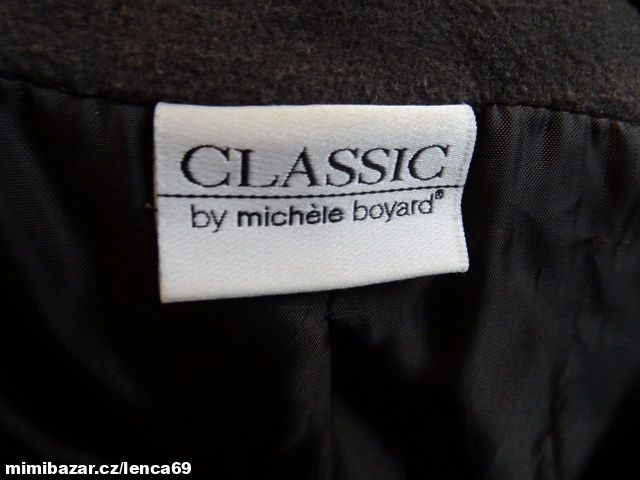 CLASSIC
by michèle boyard®
mimibazar.cz/lenca69